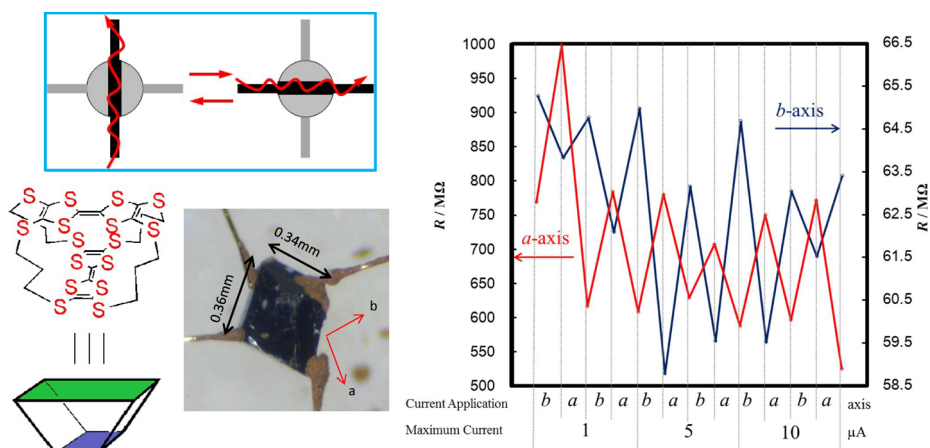 S S S S
S S S S
S S
S S
S S
0.34mm
0.36mm
b
a
R / MΩ
1000
950
900
850
800
750
700
650
600
550
500
66.5
65.5
64.5
63.5
62.5
61.5
60.5
59.5
58.5
R / MΩ
b-axis
a-axis
Current Application b a b a b a b a b a b a axis
Maximum Current 1 5 10 μA